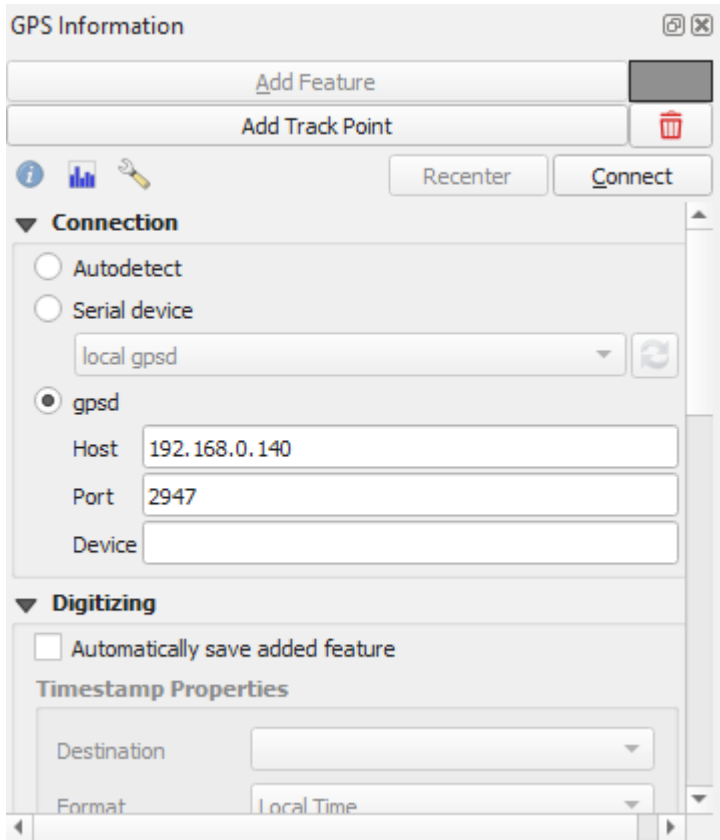 GPS Information
Add Feature
Add Track Point
Recenter
Connect
Connection
Autodetect
Serial device
local gpsd
gpsd
Host 192.168.0.140
Port 2947
Device
Digitizing
Automatically save added feature
Timestamp Properties
Destination
Format Local Time